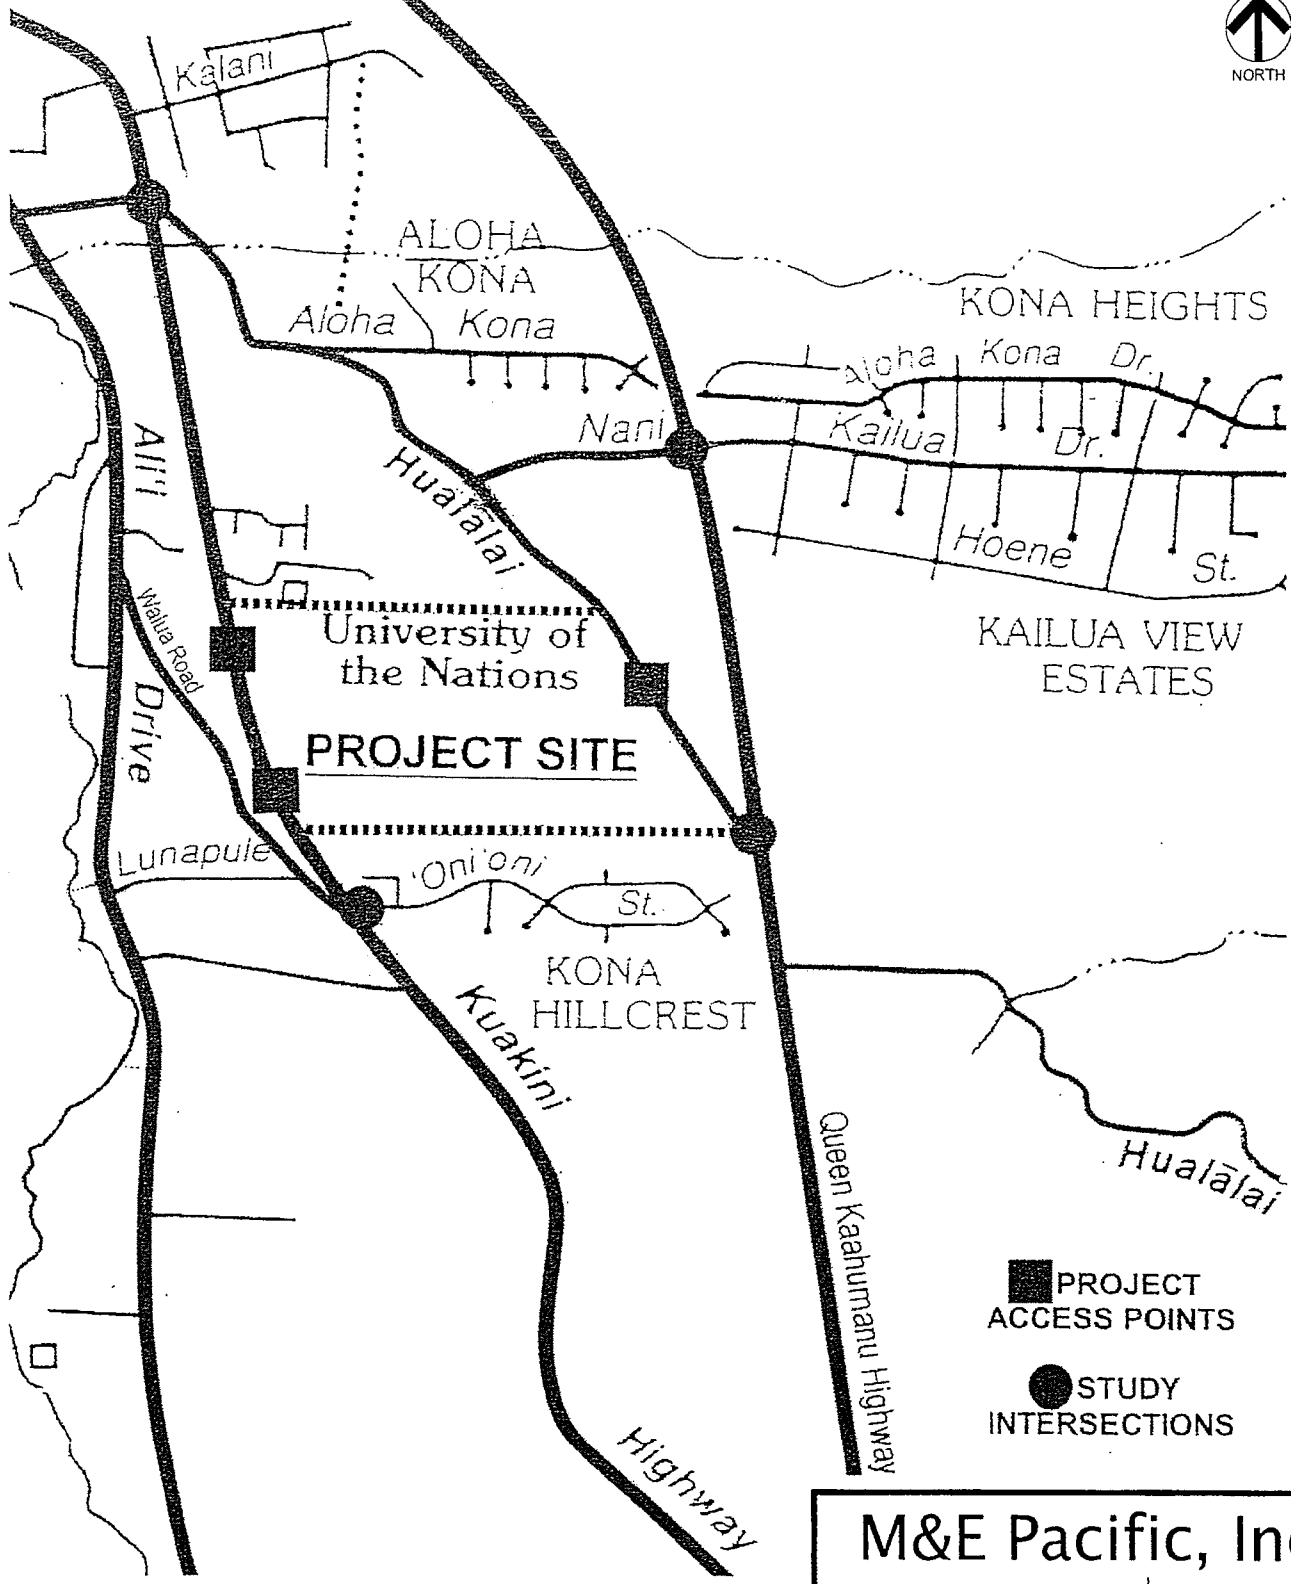 NORTH
Kalani
ALOHA
KONA
KONA HEIGHTS
Aloha Kona
Aloha Kona Dr.
Nani
Kailua Dr.
Ali'i
Hualālai
Hoene St.
Walua Road
University of
the Nations
KAILUA VIEW
ESTATES
Drive
PROJECT SITE
Lunapule
'Oni'oni
St.
KONA
HILLCREST
Kuakini
Queen Kaahumanu Highway
Hualālai
PROJECT
ACCESS POINTS
STUDY
INTERSECTIONS
Highway
M&E Pacific, Inc